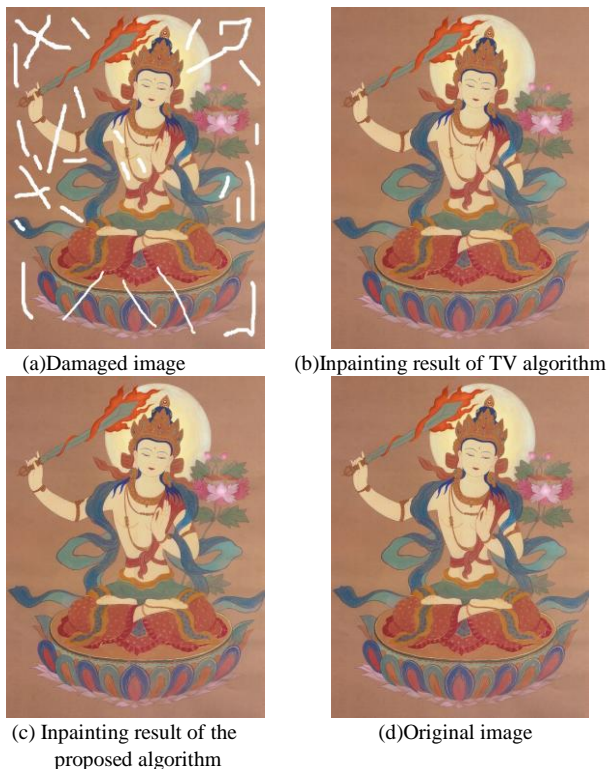 (a)Damaged image
(b)Inpainting result of TV algorithm
(c) Inpainting result of the
proposed algorithm
(d)Original image